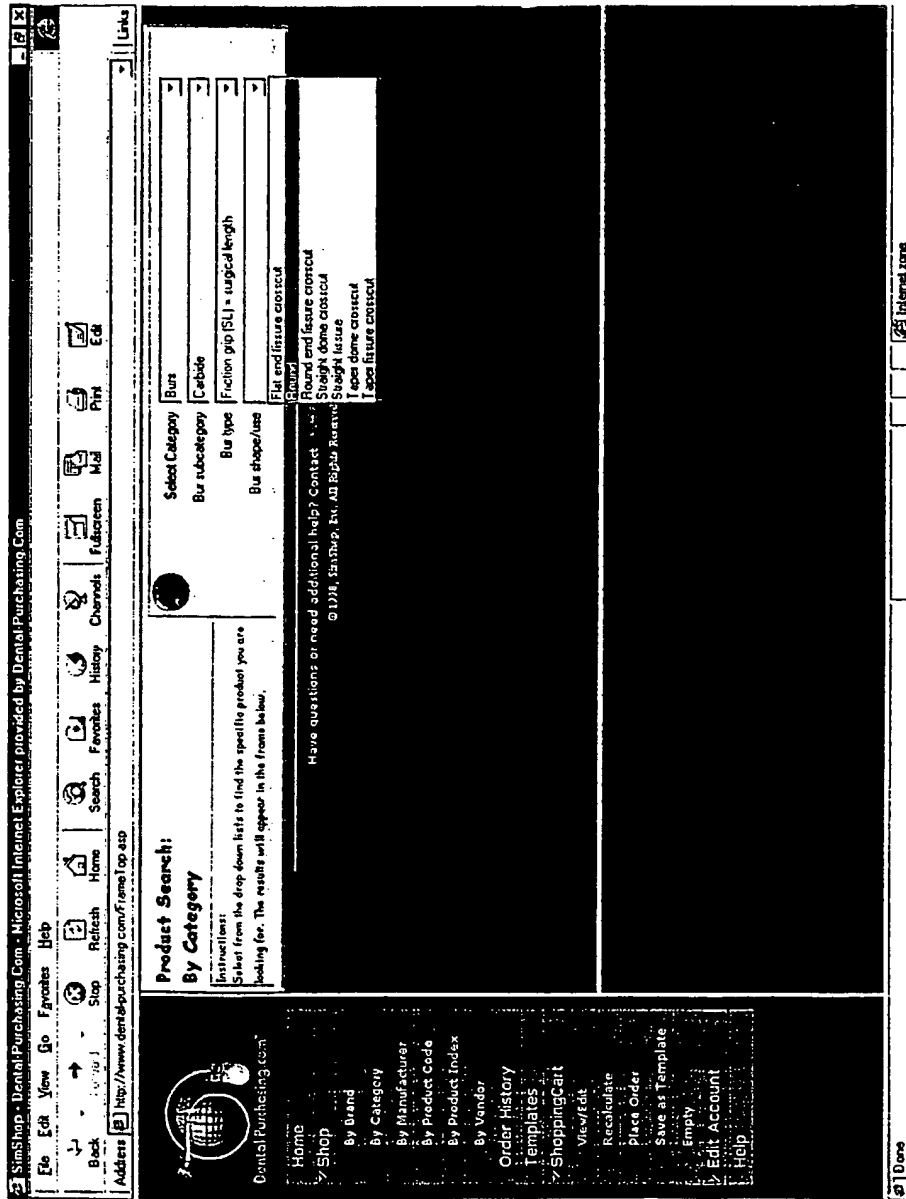 SimShop - Dental-Purchasing.Com - Microsoft Internet Explorer provided by Dental-Purchasing.Com
File Edit View Go Favorites Help
Back Stop Refresh Home Search Favorites History Channels Fullscreen Mail Print Edit
Address http://www.dental-purchasing.com/FrameTop.asp Links
Dental Purchasing.com
Home
Shop
By Brand
By Category
By Manufacturer
By Product Code
By Product Index
By Vendor
Order History
Templates
ShoppingCart
View/Edit
Recalculate
Place Order
Save as Template
Empty
Edit Account
Help
Product Search:
By Category
Instructions:
Select from the drop down lists to find the specific product you are
looking for. The results will appear in the frame below.
Select Category Burs
Bur subcategory Carbide
Bur type Friction grip (SL) = surgical length
Bur shape/use
Flat end fissure crosscut
Round
Round end fissure crosscut
Straight dome crosscut
Straight fissure
Taper dome crosscut
Taper fissure crosscut
Have questions or need additional help? Contact
©1998, SimShop, Inc. All Rights Reserved
Done Internet zone